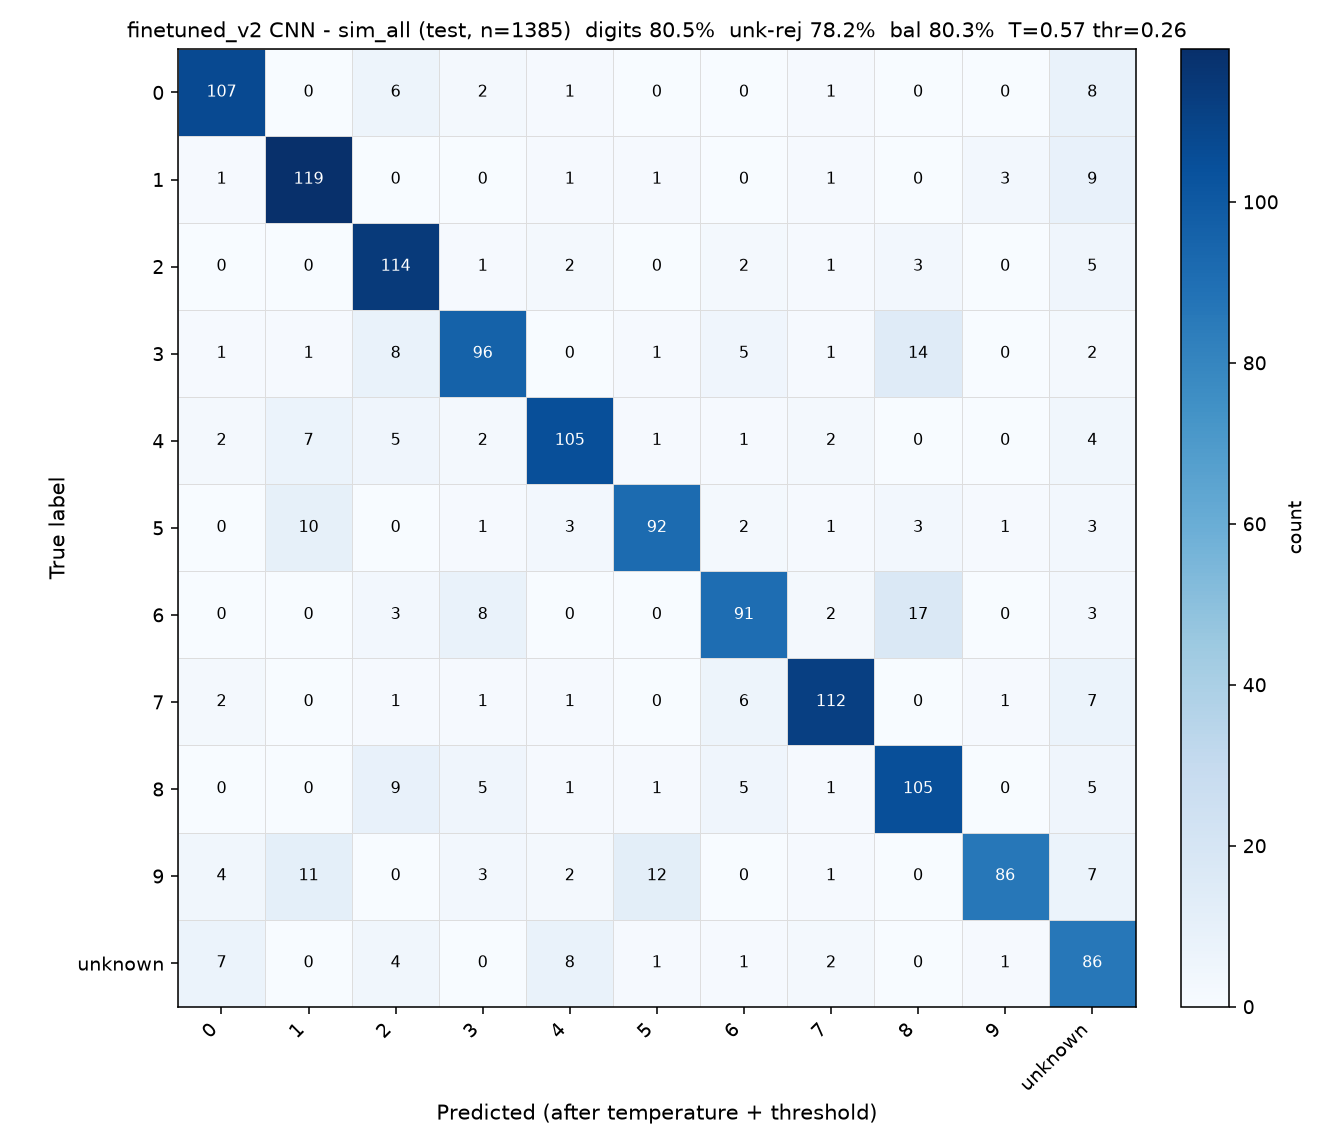 finetuned_v2 CNN - sim_all (test, n=1385)  digits 80.5%  unk-rej 78.2%  bal 80.3%  T=0.57 thr=0.26
0 107 0 6 2 1 0 0 1 0 0 8
1 1 119 0 0 1 1 0 1 0 3 9
2 0 0 114 1 2 0 2 1 3 0 5
3 1 1 8 96 0 1 5 1 14 0 2
4 2 7 5 2 105 1 1 2 0 0 4
5 0 10 0 1 3 92 2 1 3 1 3
6 0 0 3 8 0 0 91 2 17 0 3
7 2 0 1 1 1 0 6 112 0 1 7
8 0 0 9 5 1 1 5 1 105 0 5
9 4 11 0 3 2 12 0 1 0 86 7
unknown 7 0 4 0 8 1 1 2 0 1 86
0 1 2 3 4 5 6 7 8 9 unknown
Predicted (after temperature + threshold)
True label
100
80
60
40
20
0
count